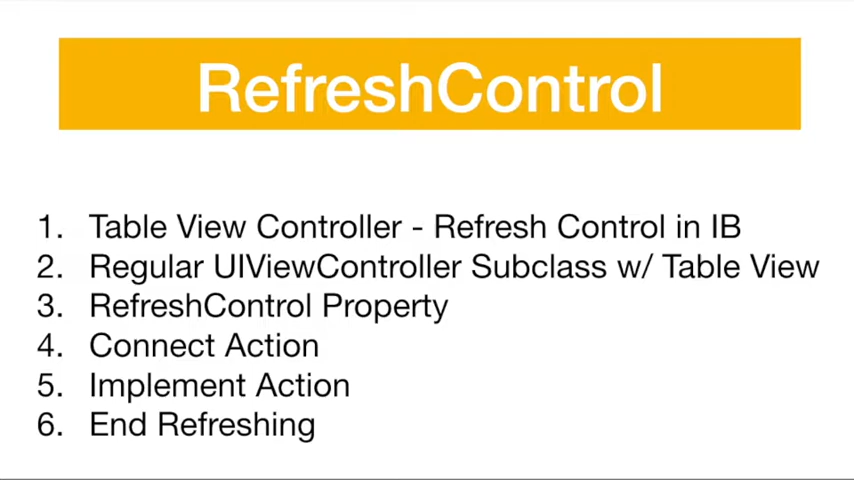 RefreshControl
1. Table View Controller - Refresh Control in IB
2. Regular UIViewController Subclass w/ Table View
3. RefreshControl Property
4. Connect Action
5. Implement Action
6. End Refreshing